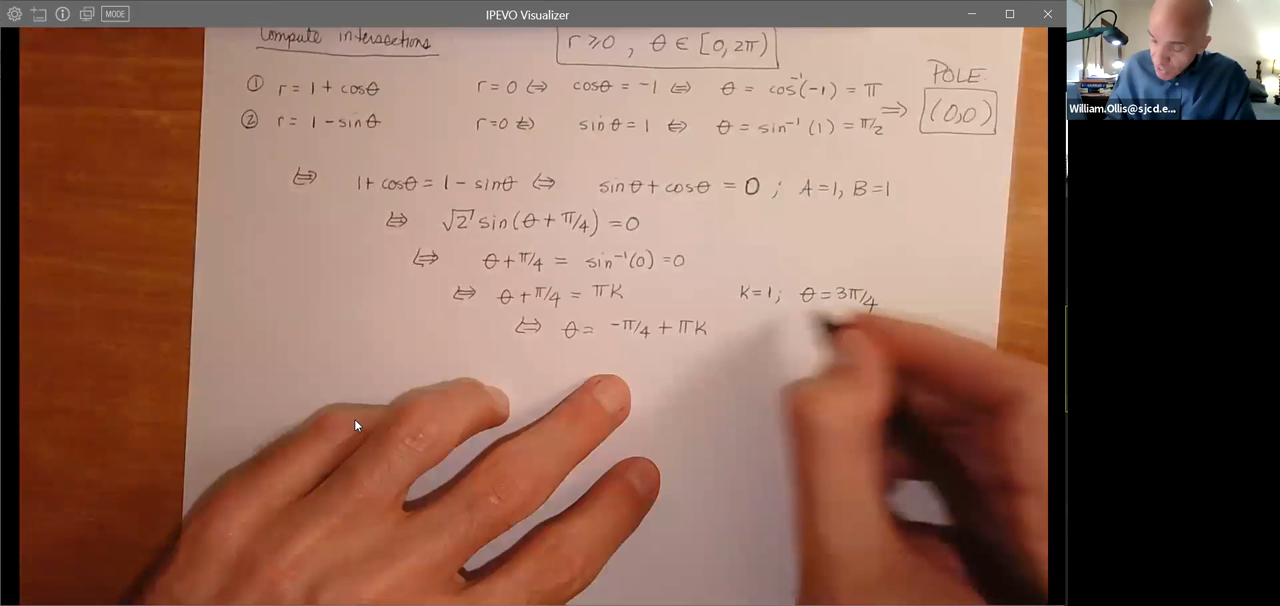 MODE
IPEVO Visualizer
Compute intersections
r ⩾ 0 , θ ∈ [0, 2π)
① r = 1 + cosθ r = 0 ⇔ cosθ = -1 ⇔ θ = cos⁻¹(-1) = π
② r = 1 - sinθ r = 0 ⇔ sinθ = 1 ⇔ θ = sin⁻¹(1) = π/2
⇒ POLE
(0,0)
⇔ 1 + cosθ = 1 - sinθ ⇔ sinθ + cosθ = 0 ; A = 1, B = 1
⇔ √2 sin(θ + π/4) = 0
⇔ θ + π/4 = sin⁻¹(0) = 0
⇔ θ + π/4 = πK K = 1; θ = 3π/4
⇔ θ = -π/4 + πK
William.Ollis@sjcd.e...